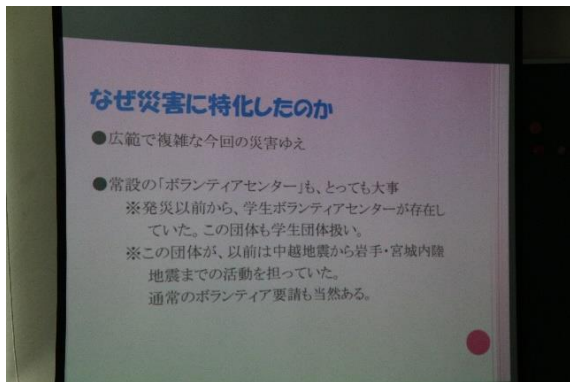 なぜ災害に特化したのか
●広範で複雑な今回の災害ゆえ
●常設の「ボランティアセンター」も、とっても大事
※発災以前から、学生ボランティアセンターが存在し
ていた。この団体も学生団体扱い。
※この団体が、以前は中越地震から岩手・宮城内陸
地震までの活動を担っていた。
通常のボランティア要請も当然ある。